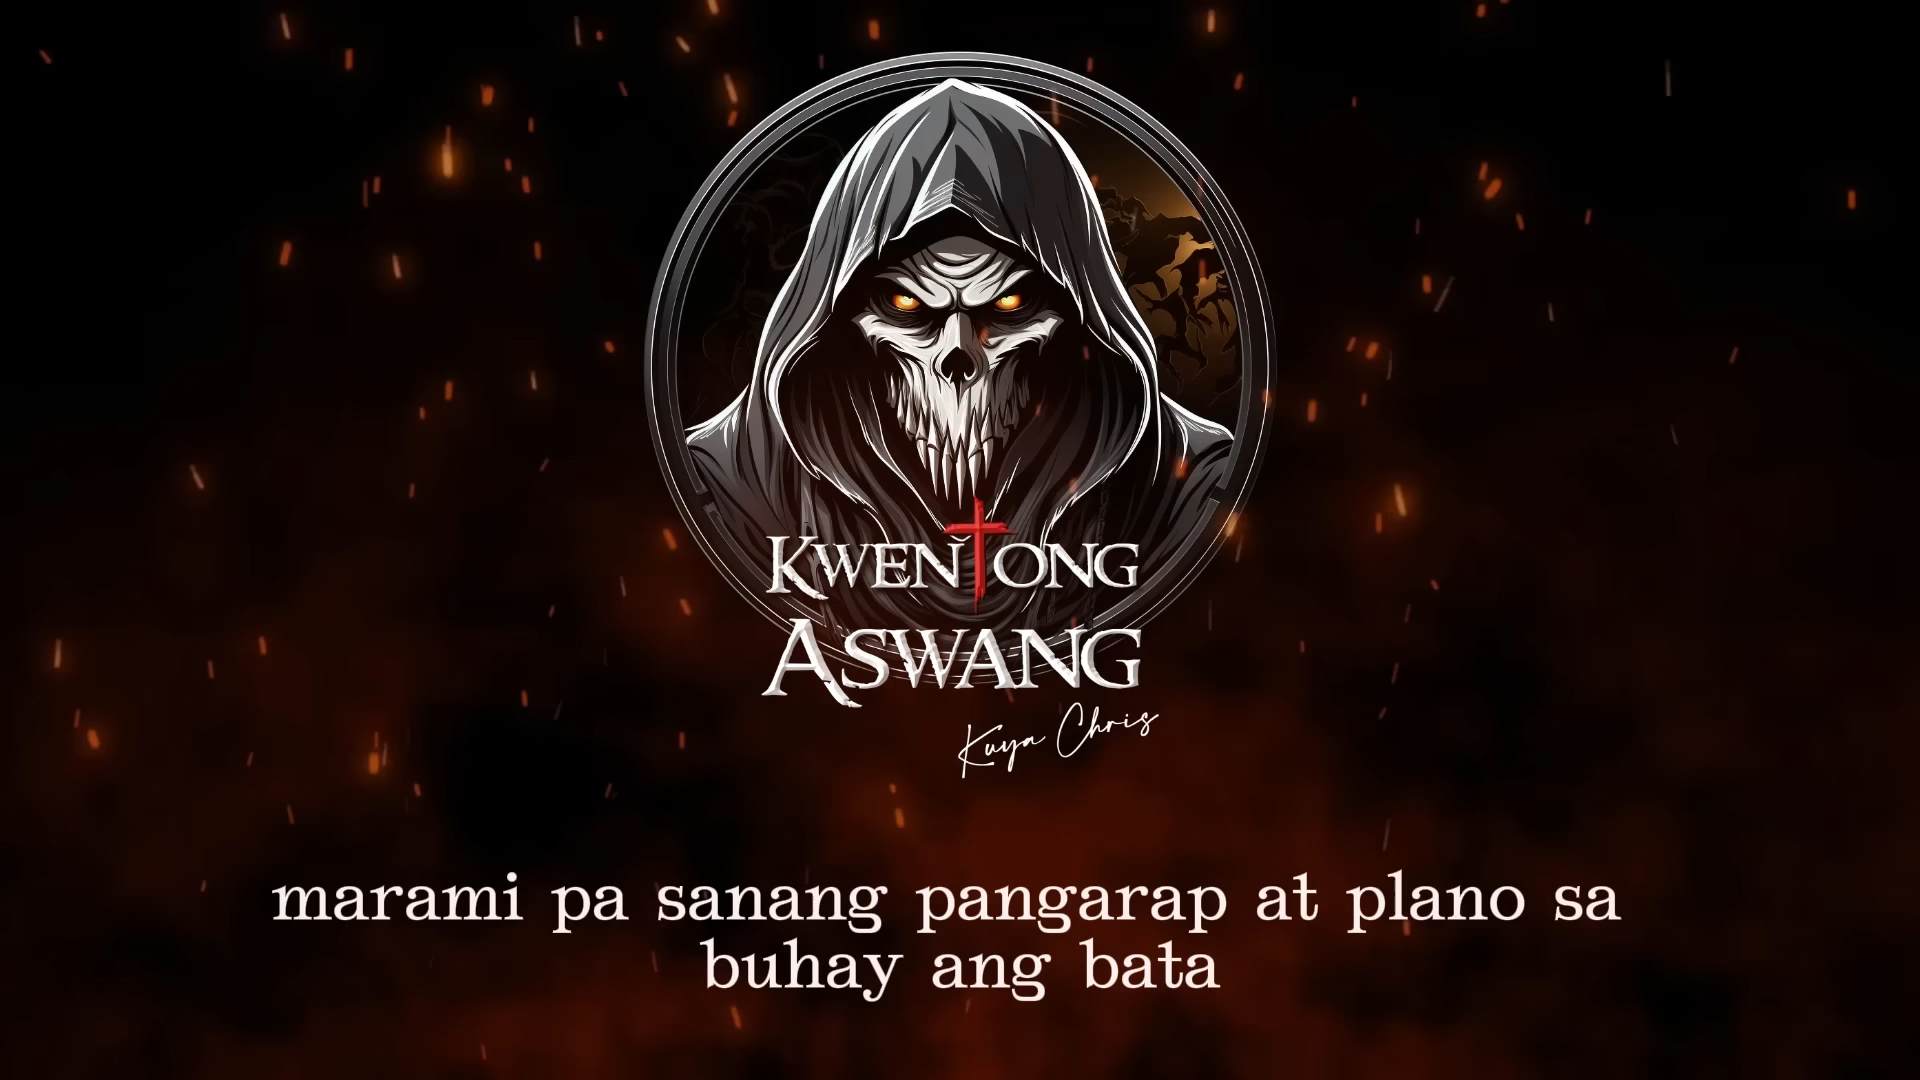 KWENTONG
ASWANG
Kuya Chris
marami pa sanang pangarap at plano sa
buhay ang bata